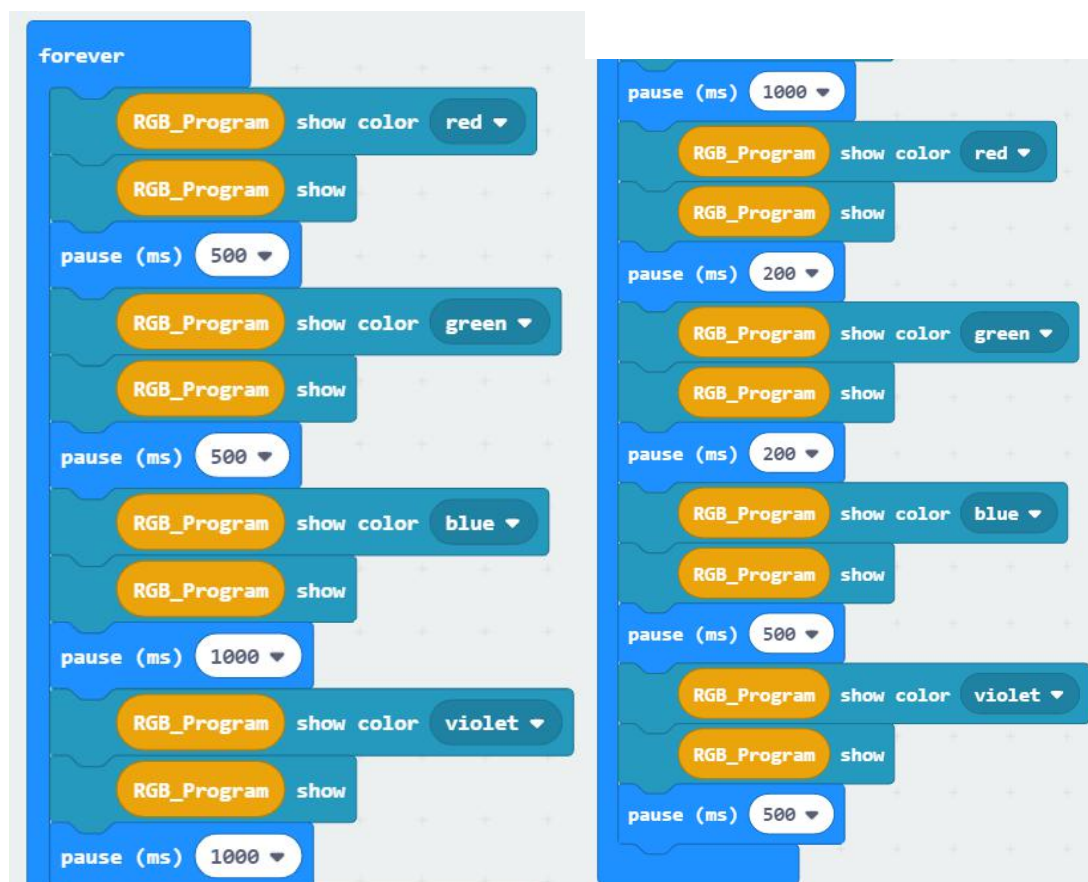 forever
RGB_Program show color red
RGB_Program show
pause (ms) 500
RGB_Program show color green
RGB_Program show
pause (ms) 500
RGB_Program show color blue
RGB_Program show
pause (ms) 1000
RGB_Program show color violet
RGB_Program show
pause (ms) 1000
pause (ms) 1000
RGB_Program show color red
RGB_Program show
pause (ms) 200
RGB_Program show color green
RGB_Program show
pause (ms) 200
RGB_Program show color blue
RGB_Program show
pause (ms) 500
RGB_Program show color violet
RGB_Program show
pause (ms) 500